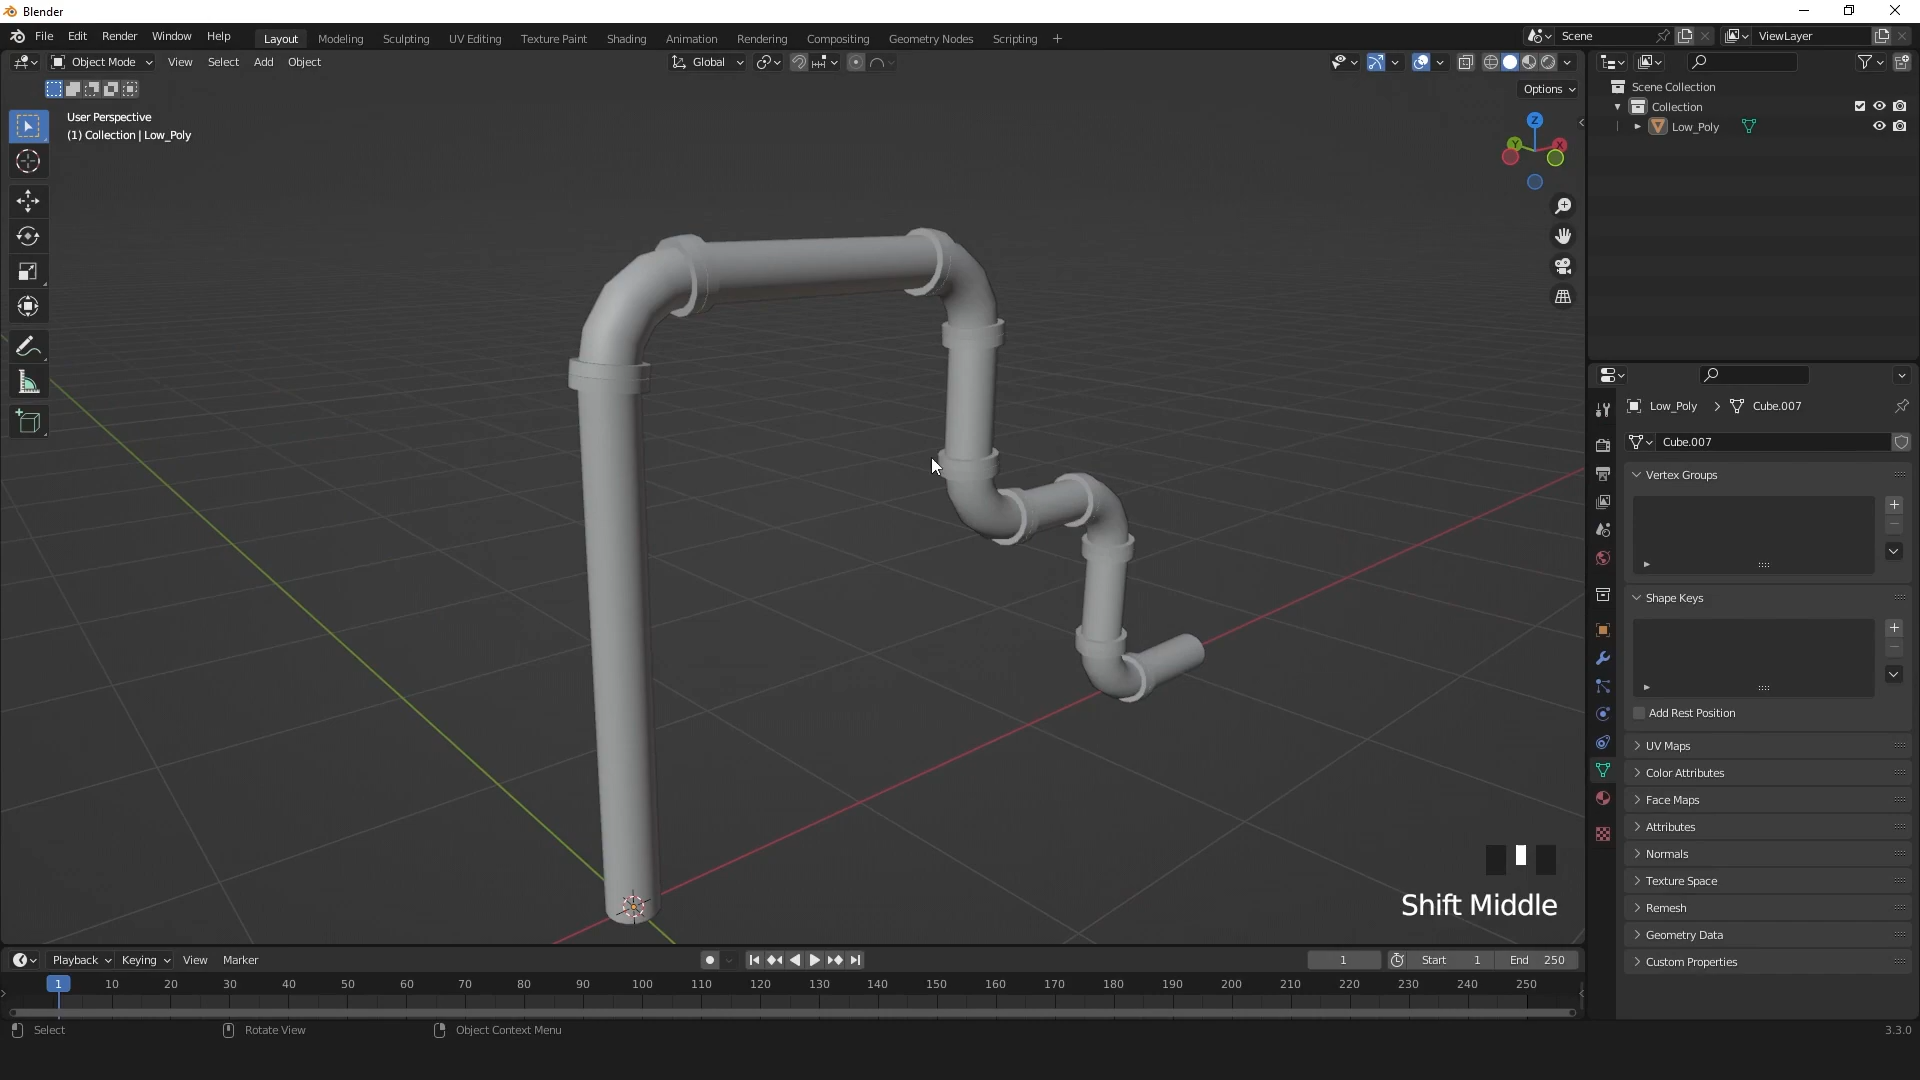 Blender
File Edit Render Window Help Layout Modeling Sculpting UV Editing Texture Paint Shading Animation Rendering Compositing Geometry Nodes Scripting + Scene ViewLayer
Object Mode View Select Add Object Global
Options
User Perspective
(1) Collection | Low_Poly
Z
Y X
Scene Collection
Collection
Low_Poly
Low_Poly > Cube.007
Cube.007
Vertex Groups
Shape Keys
Add Rest Position
UV Maps
Color Attributes
Face Maps
Attributes
Normals
Texture Space
Remesh
Geometry Data
Custom Properties
Shift Middle
Playback Keying View Marker 1 Start 1 End 250
1 10 20 30 40 50 60 70 80 90 100 110 120 130 140 150 160 170 180 190 200 210 220 230 240 250
Select Rotate View Object Context Menu 3.3.0